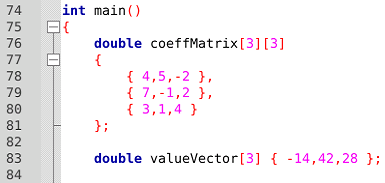 74 int main()
75 {
76 double coeffMatrix[3][3]
77 {
78 { 4,5,-2 },
79 { 7,-1,2 },
80 { 3,1,4 }
81 };
82
83 double valueVector[3] { -14,42,28 };
84